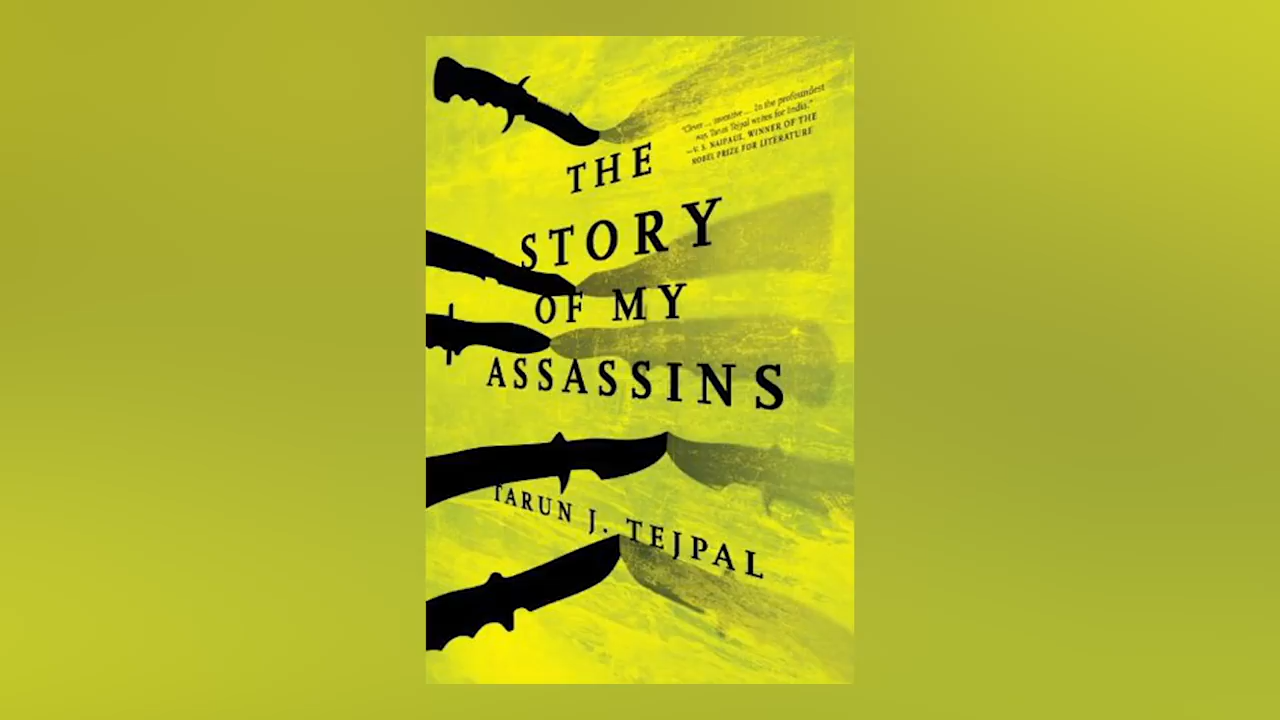 "Clever ... inventive ... In the profoundest
way, Tarun Tejpal writes for India."
—V. S. NAIPAUL, WINNER OF THE
NOBEL PRIZE FOR LITERATURE
THE
STORY
OF MY
ASSASSINS
TARUN J. TEJPAL